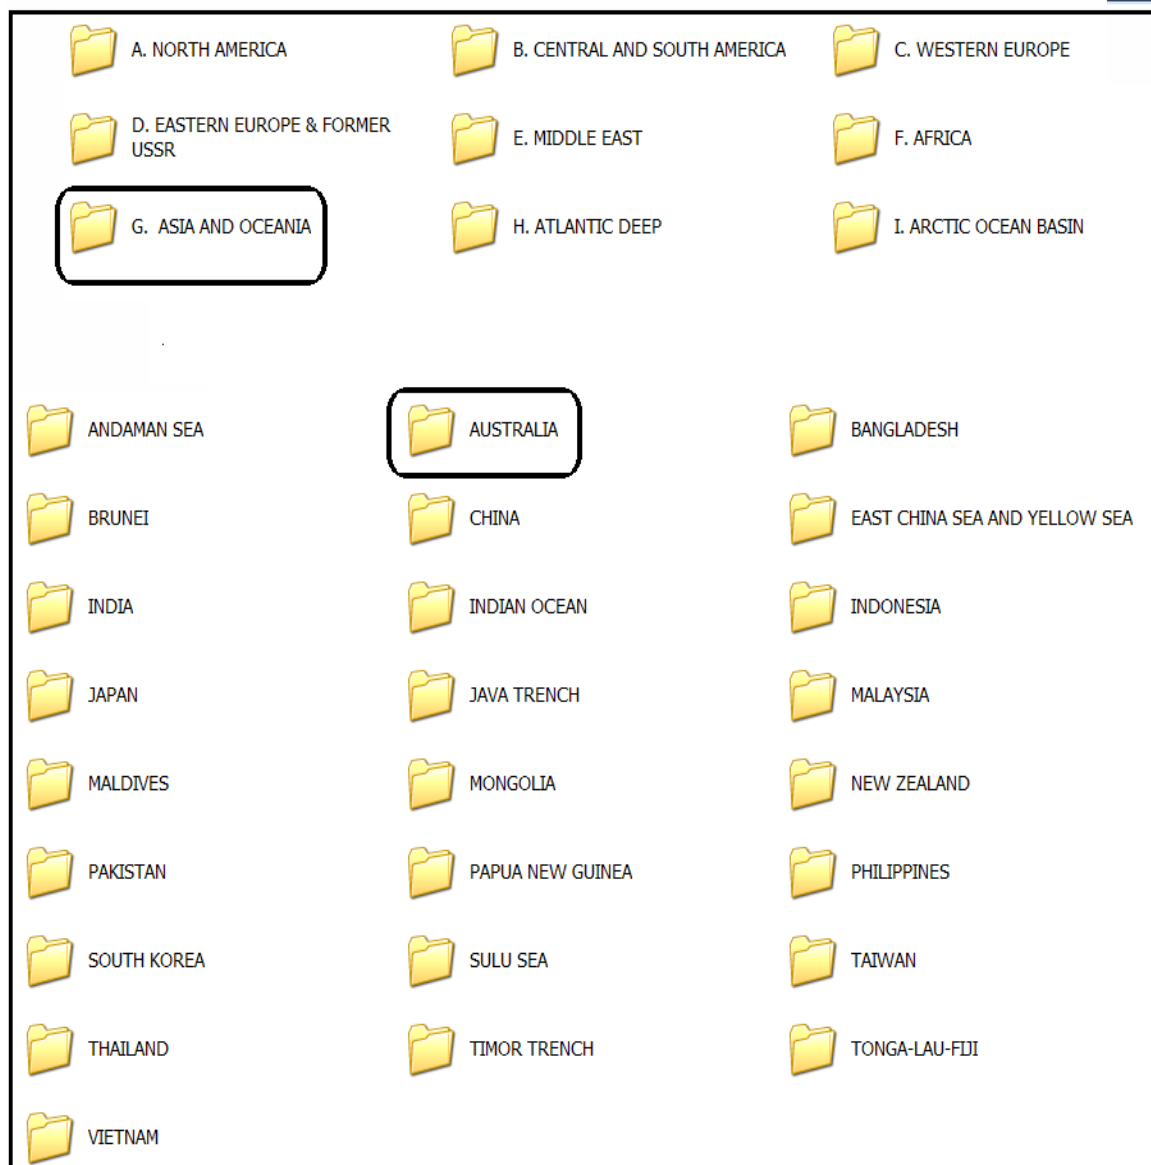 A. NORTH AMERICA
B. CENTRAL AND SOUTH AMERICA
C. WESTERN EUROPE
D. EASTERN EUROPE & FORMER
USSR
E. MIDDLE EAST
F. AFRICA
G.  ASIA AND OCEANIA
H. ATLANTIC DEEP
I. ARCTIC OCEAN BASIN
ANDAMAN SEA
AUSTRALIA
BANGLADESH
BRUNEI
CHINA
EAST CHINA SEA AND YELLOW SEA
INDIA
INDIAN OCEAN
INDONESIA
JAPAN
JAVA TRENCH
MALAYSIA
MALDIVES
MONGOLIA
NEW ZEALAND
PAKISTAN
PAPUA NEW GUINEA
PHILIPPINES
SOUTH KOREA
SULU SEA
TAIWAN
THAILAND
TIMOR TRENCH
TONGA-LAU-FIJI
VIETNAM